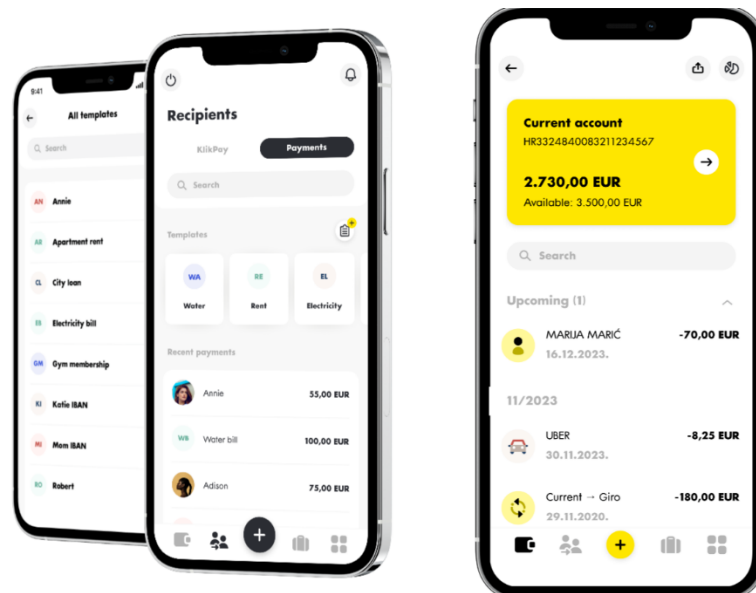 9:41
All templates
Search
AN Annie
AR Apartment rent
CL City loan
EB Electricity bill
GM Gym membership
KI Katie IBAN
MI Mom IBAN
RO Robert
Recipients
KlikPay
Payments
Search
Templates
WA
RE
EL
Water
Rent
Electricity
Recent payments
Annie 55,00 EUR
WB Water bill 100,00 EUR
Adison 75,00 EUR
Current account
HR3324840083211234567
2.730,00 EUR
Available: 3.500,00 EUR
Search
Upcoming (1)
MARIJA MARIĆ -70,00 EUR
16.12.2023.
11/2023
UBER -8,25 EUR
30.11.2023.
Current → Giro -180,00 EUR
29.11.2020.